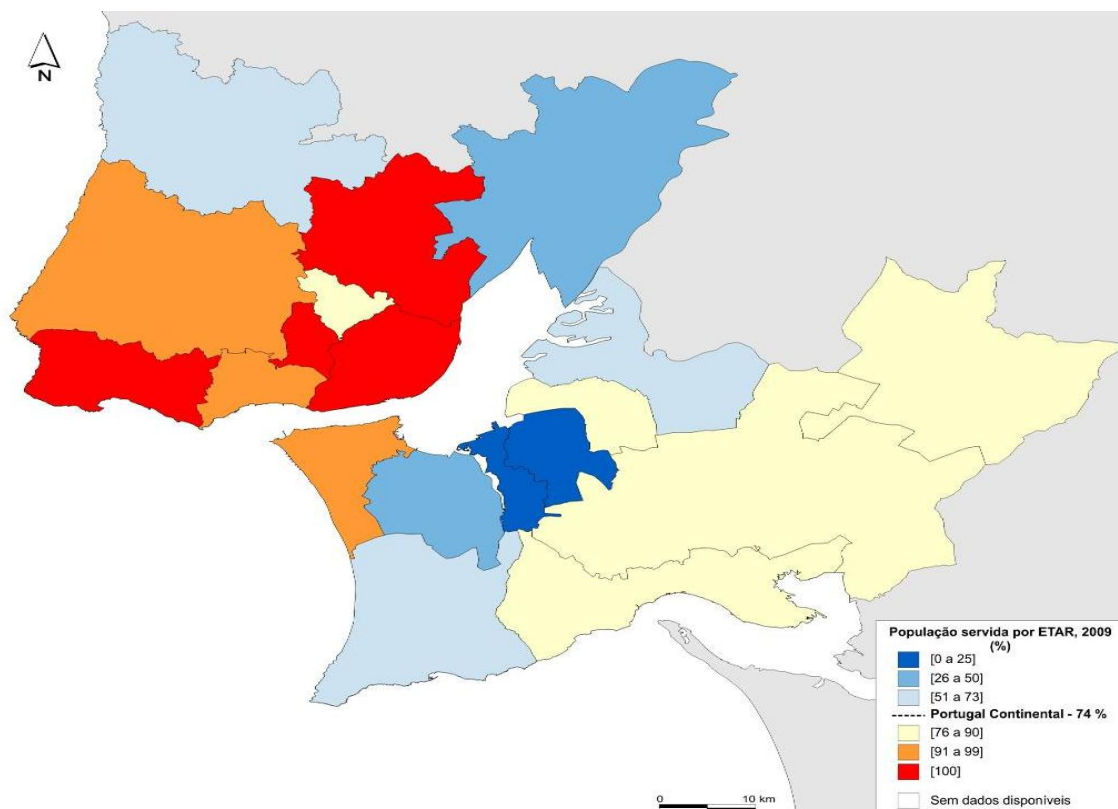 N
População servida por ETAR, 2009
(%)
[0 a 25]
[26 a 50]
[51 a 73]
Portugal Continental - 74 %
[76 a 90]
[91 a 99]
[100]
Sem dados disponíveis
0 10 km